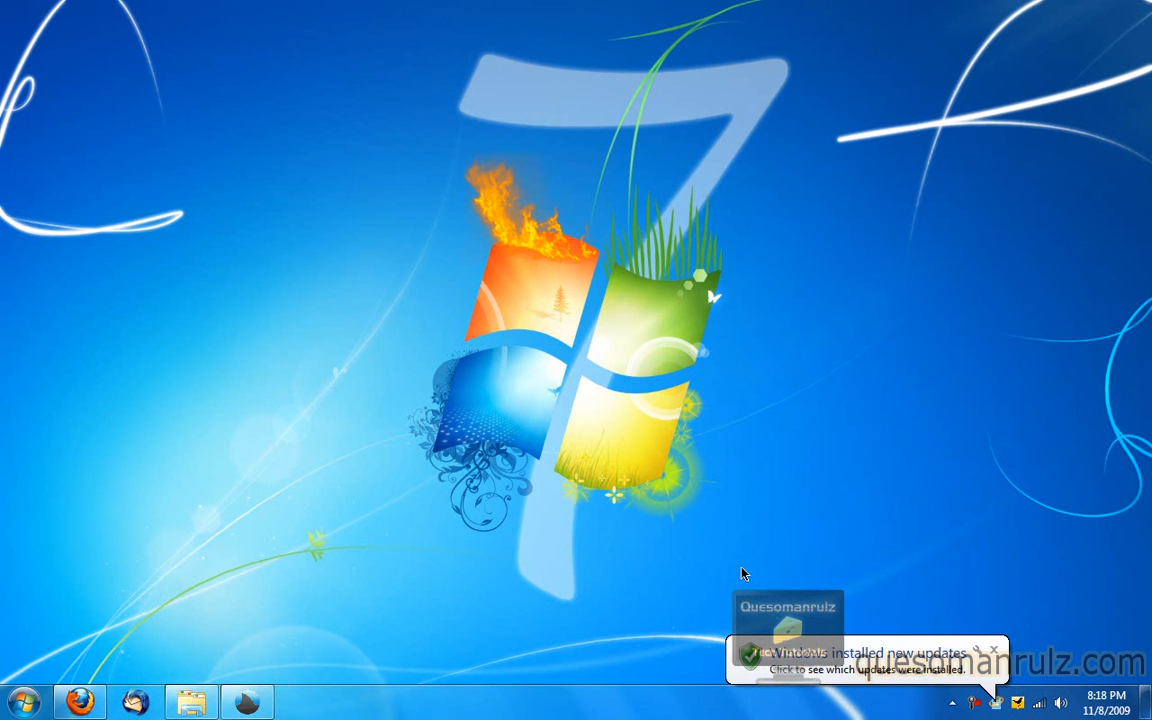 7
Quesomanrulz
Windows installed new updates
Click to see which updates were installed.
quesomanrulz.com
8:18 PM
11/8/2009